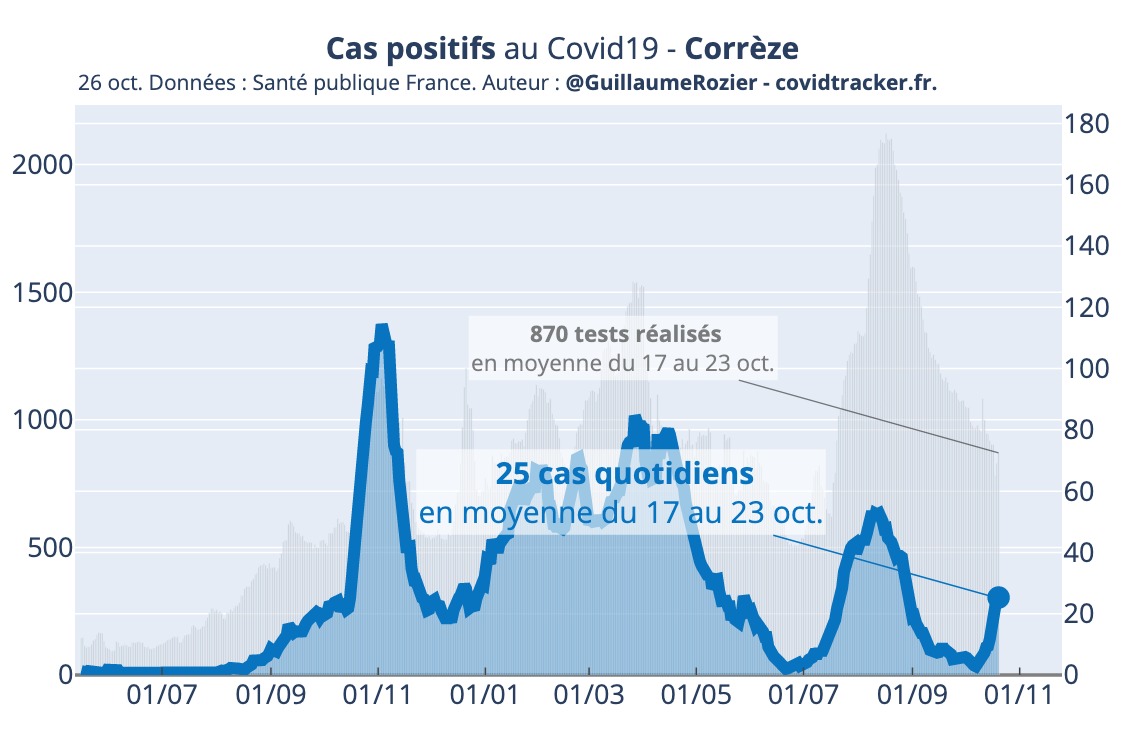 Cas positifs au Covid19 - Corrèze
26 oct. Données : Santé publique France. Auteur : @GuillaumeRozier - covidtracker.fr.
180
2000
160
140
1500
120
870 tests réalisés
en moyenne du 17 au 23 oct.
100
1000
80
25 cas quotidiens
60
en moyenne du 17 au 23 oct.
500
40
20
0
0
01/07 01/09 01/11 01/01 01/03 01/05 01/07 01/09 01/11